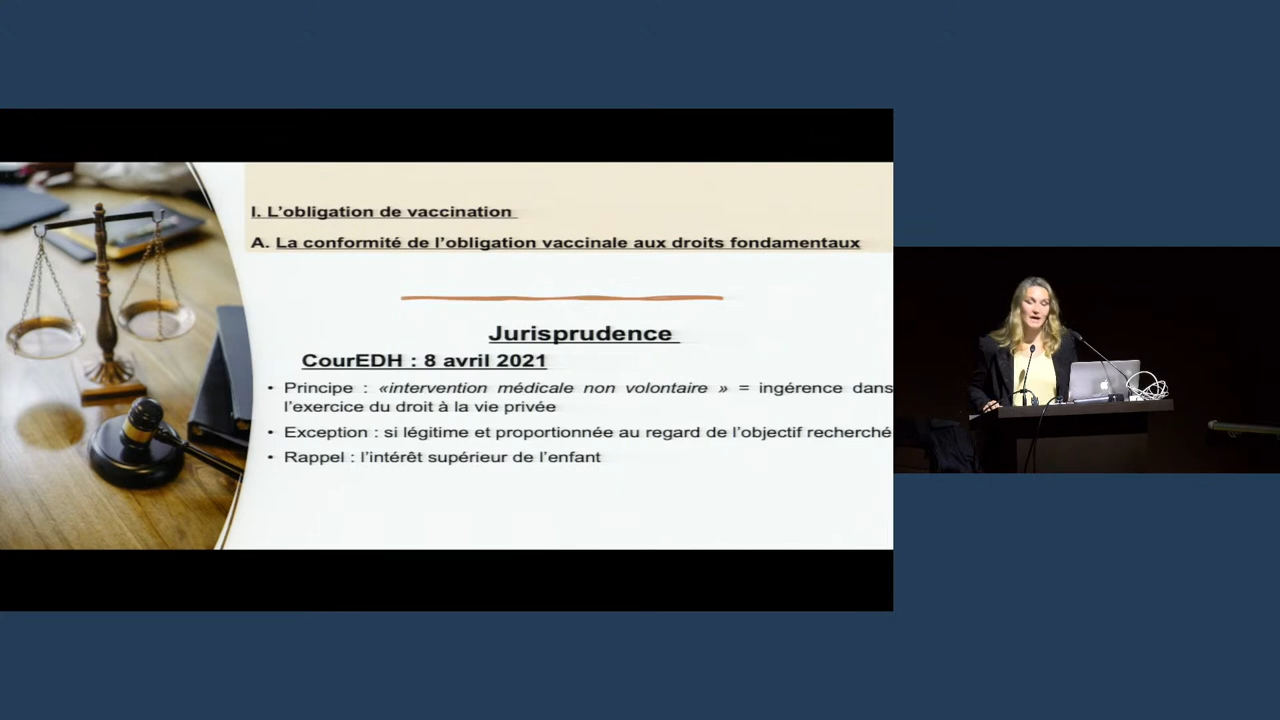 I. L'obligation de vaccination
A. La conformité de l'obligation vaccinale aux droits fondamentaux
Jurisprudence
CourEDH : 8 avril 2021
• Principe : «intervention médicale non volontaire » = ingérence dans
l'exercice du droit à la vie privée
• Exception : si légitime et proportionnée au regard de l'objectif recherché
• Rappel : l'intérêt supérieur de l'enfant